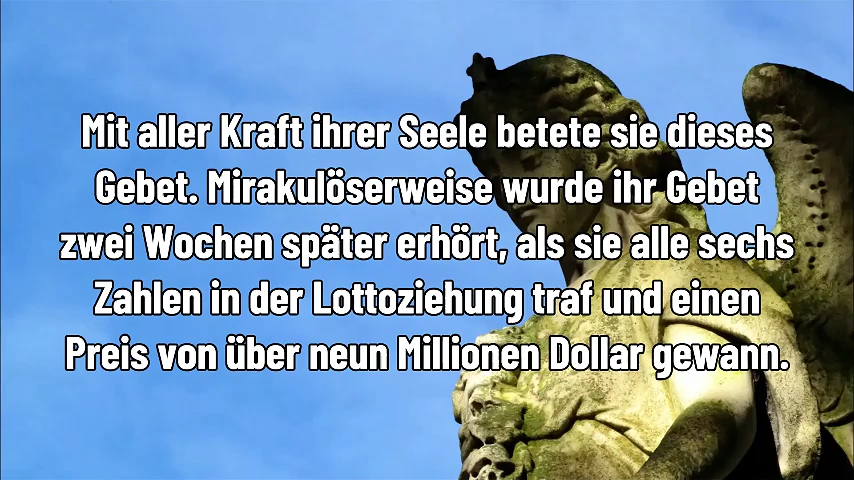 Mit aller Kraft ihrer Seele betete sie dieses
Gebet. Mirakulöserweise wurde ihr Gebet
zwei Wochen später erhört, als sie alle sechs
Zahlen in der Lottoziehung traf und einen
Preis von über neun Millionen Dollar gewann.